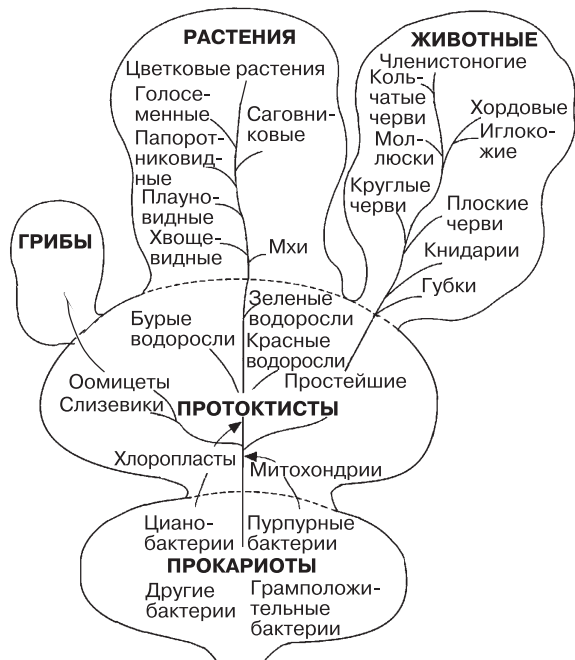 РАСТЕНИЯ
Цветковые растения
Голосе-
менные
Саговни-
ковые
Папорот-
никовид-
ные
Плауно-
видные
Хвоще-
видные
Мхи
ЖИВОТНЫЕ
Членистоногие
Коль-
чатые
черви
Хордовые
Иглоко-
жие
Мол-
люски
Круглые
черви
Плоские
черви
Книдарии
Губки
ГРИБЫ
Зеленые
водоросли
Бурые
водоросли
Красные
водоросли
Простейшие
Оомицеты
Слизевики
ПРОТОКТИСТЫ
Хлоропласты
Митохондрии
Циано-
бактерии
Пурпурные
бактерии
ПРОКАРИОТЫ
Другие
бактерии
Грамположи-
тельные
бактерии